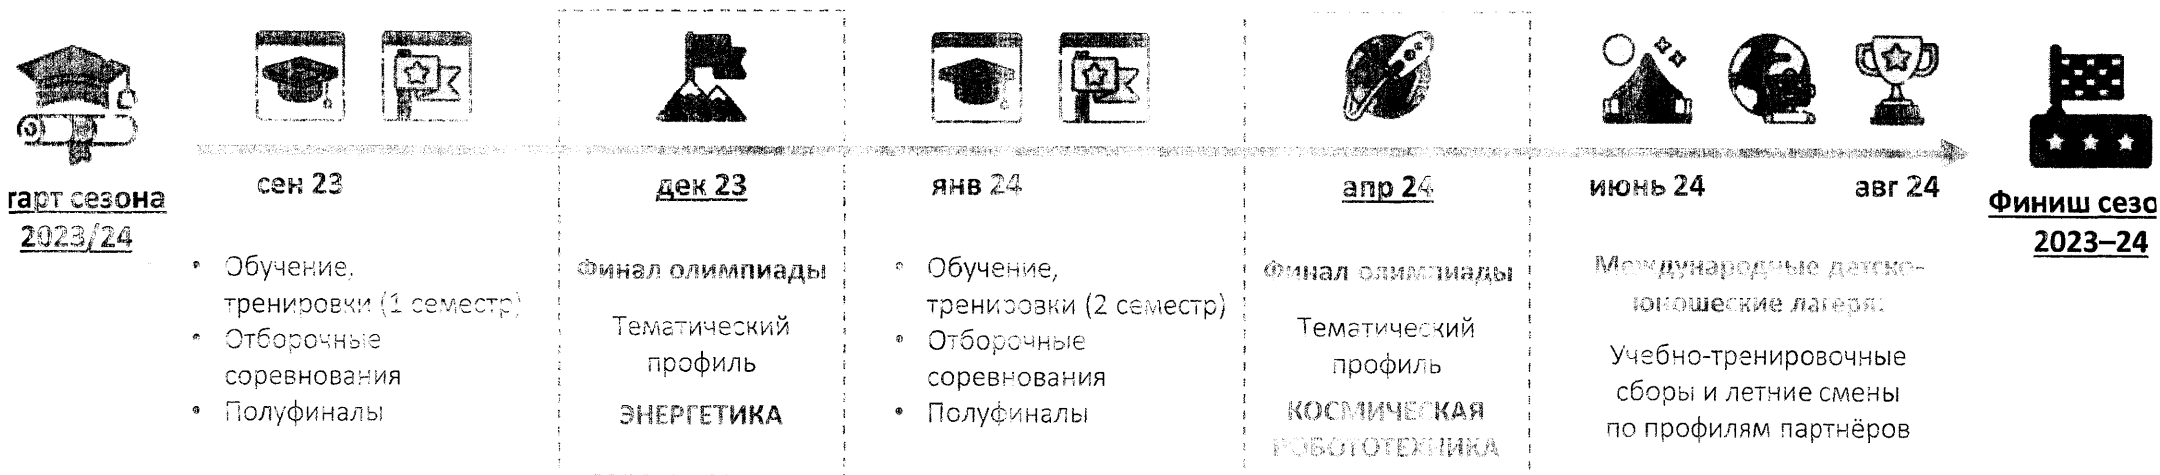 гарт сезона
2023/24
сен 23
• Обучение,
тренировки (1 семестр)
• Отборочные
соревнования
• Полуфиналы
дек 23
Финал олимпиады
Тематический
профиль
ЭНЕРГЕТИКА
янв 24
• Обучение,
тренировки (2 семестр)
• Отборочные
соревнования
• Полуфиналы
апр 24
Финал олимпиады
Тематический
профиль
КОСМИЧЕСКАЯ
РОБОТОТЕХНИКА
июнь 24
авг 24
Международные детско-
юношеские лагеря:
Учебно-тренировочные
сборы и летние смены
по профилям партнёров
Финиш сезо
2023–24